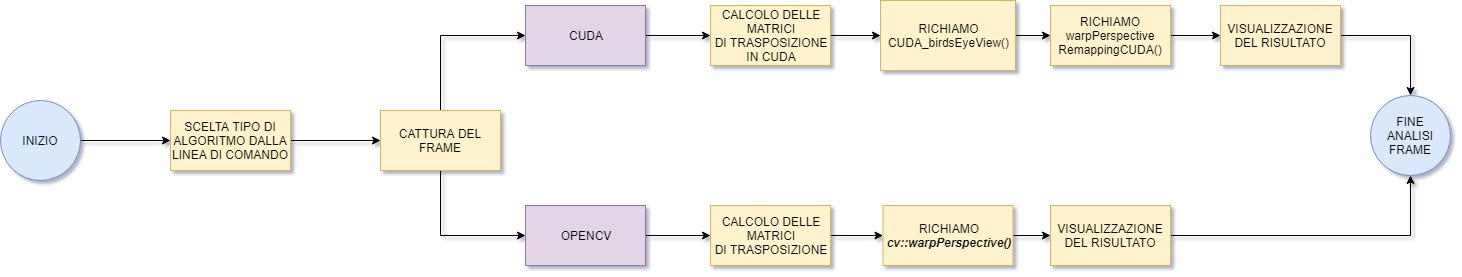 INIZIO
SCELTA TIPO DI
ALGORITMO DALLA
LINEA DI COMANDO
CATTURA DEL
FRAME
CUDA
CALCOLO DELLE
MATRICI
DI TRASPOSIZIONE
IN CUDA
RICHIAMO
CUDA_birdsEyeView()
RICHIAMO
warpPerspective
RemappingCUDA()
VISUALIZZAZIONE
DEL RISULTATO
OPENCV
CALCOLO DELLE
MATRICI
DI TRASPOSIZIONE
RICHIAMO
cv::warpPerspective()
VISUALIZZAZIONE
DEL RISULTATO
FINE
ANALISI
FRAME